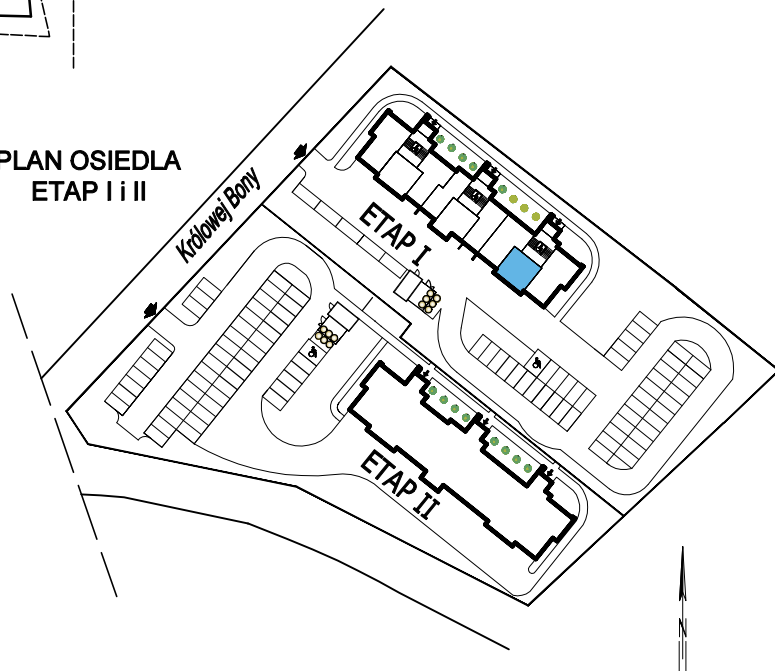 PLAN OSIEDLA
ETAP I i II
Królowej Bony
ETAP I
ETAP II
N